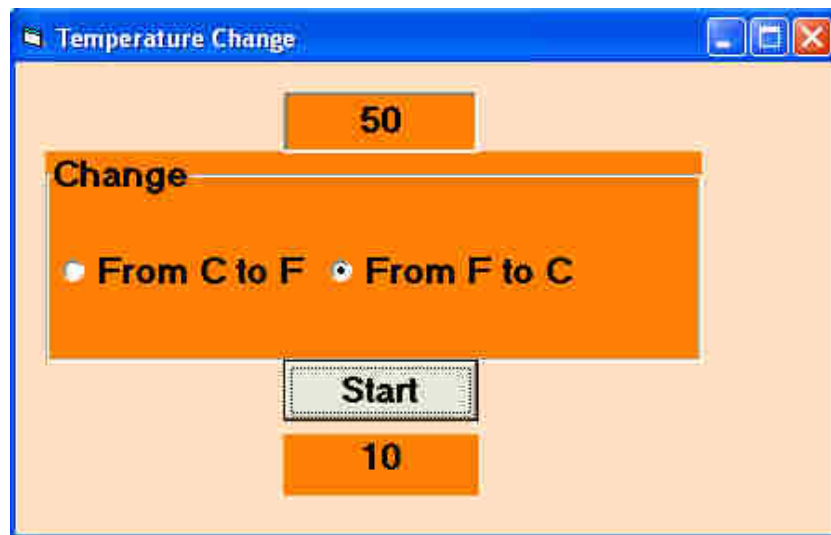 Temperature Change
50
Change
From C to F From F to C
Start
10